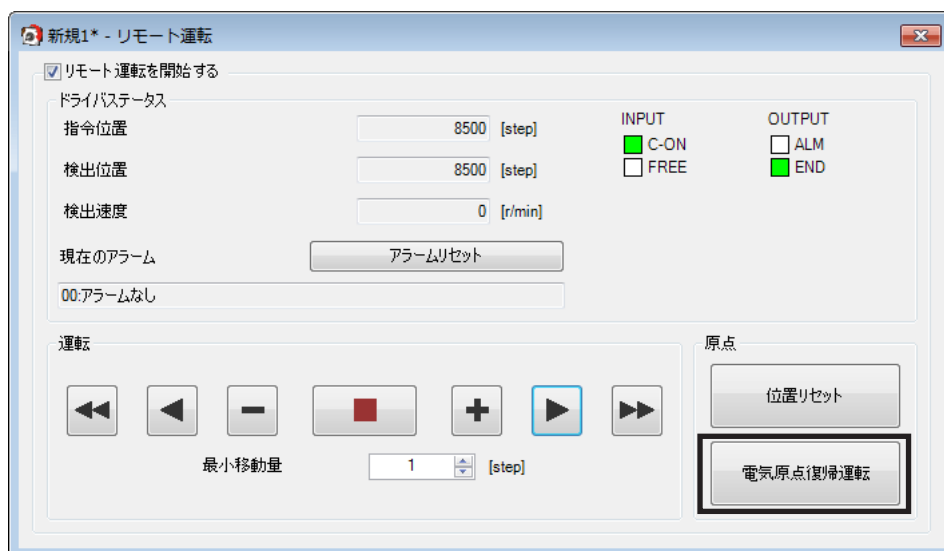 新規1* - リモート運転
リモート運転を開始する
ドライバステータス
指令位置 8500 [step]
検出位置 8500 [step]
検出速度 0 [r/min]
INPUT
C-ON
FREE
OUTPUT
ALM
END
現在のアラーム アラームリセット
00:アラームなし
運転
最小移動量 1 [step]
原点
位置リセット
電気原点復帰運転